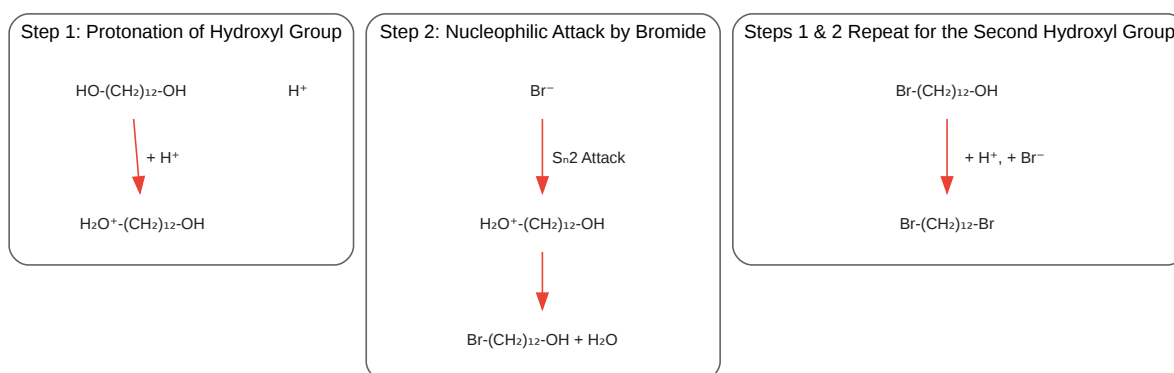 Step 1: Protonation of Hydroxyl Group
HO-(CH₂)₁₂-OH
H⁺
+ H⁺
H₂O⁺-(CH₂)₁₂-OH
Step 2: Nucleophilic Attack by Bromide
Br⁻
Sₙ2 Attack
H₂O⁺-(CH₂)₁₂-OH
Br-(CH₂)₁₂-OH + H₂O
Steps 1 & 2 Repeat for the Second Hydroxyl Group
Br-(CH₂)₁₂-OH
+ H⁺, + Br⁻
Br-(CH₂)₁₂-Br